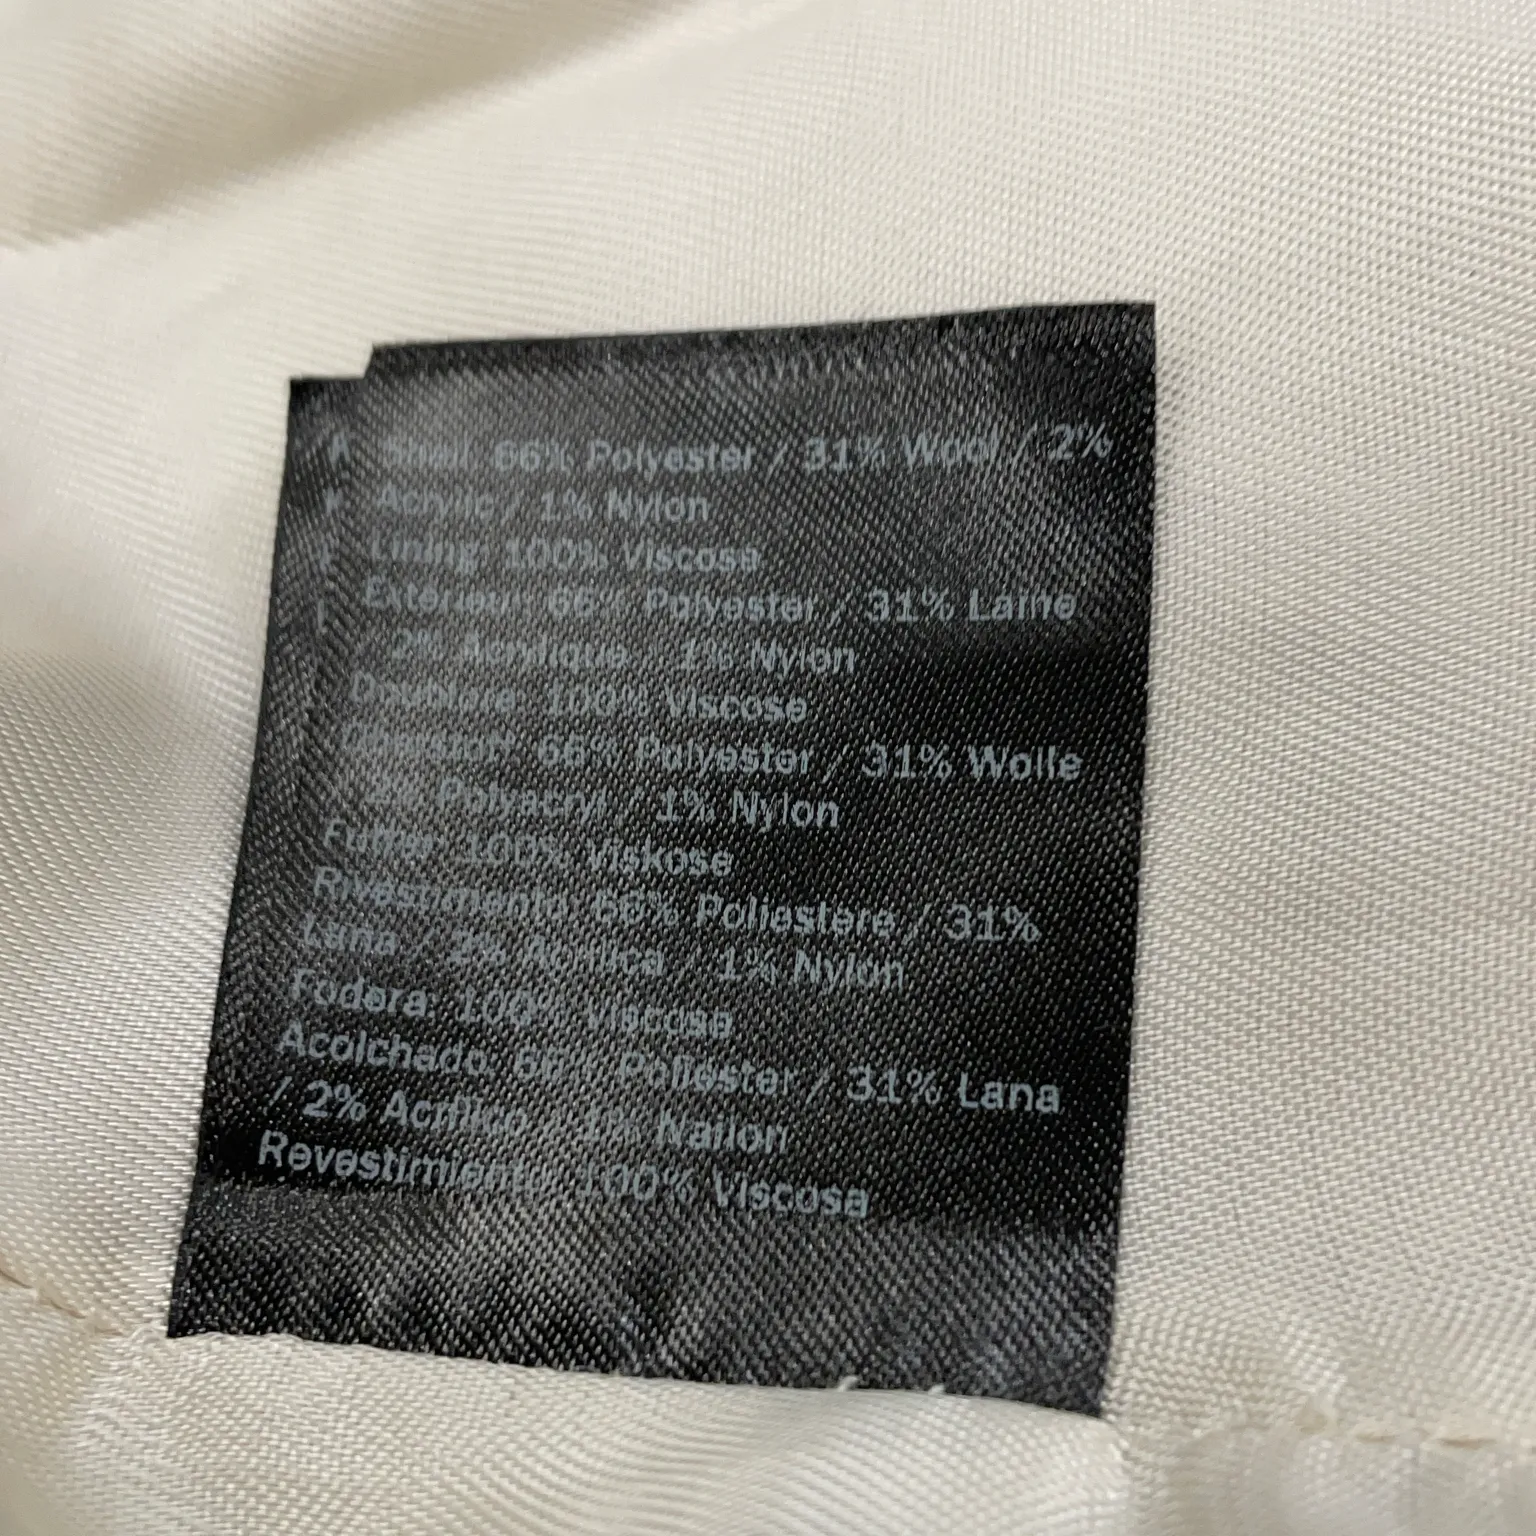 Shell: 66% Polyester / 31% Wool / 2%
Acrylic / 1% Nylon
Lining: 100% Viscose
Exterieur: 66% Polyester / 31% Laine
/ 2% Acrylique / 1% Nylon
Doublure: 100% Viscose
66% Polyester / 31% Wolle
/ 2% Polyacryl / 1% Nylon
Futter: 100% Viskose
Rivestimento: 66% Poliestere / 31%
Lana / 2% Acrilica / 1% Nylon
Fodera: 100% Viscosa
Acolchado: 66% Poliester / 31% Lana
/ 2% Acrilico / 1% Nailon
Revestimiento: 100% Viscosa